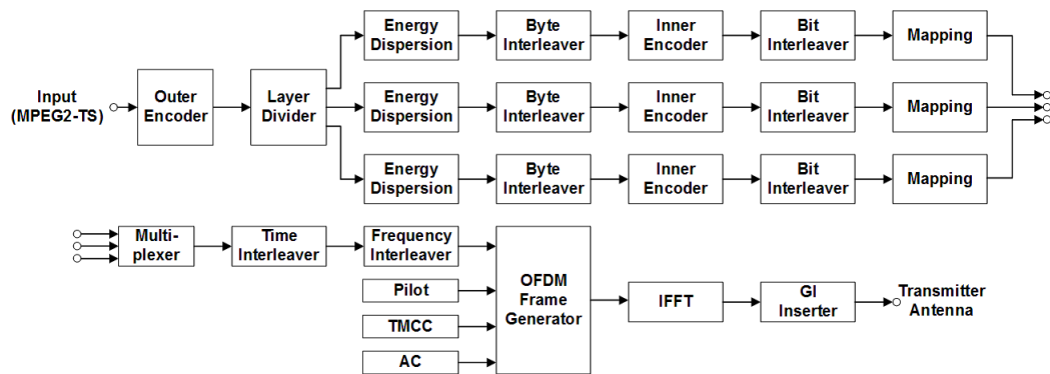 Energy
Dispersion
Byte
Interleaver
Inner
Encoder
Bit
Interleaver
Mapping
Input
(MPEG2-TS)
Outer
Encoder
Layer
Divider
Energy
Dispersion
Byte
Interleaver
Inner
Encoder
Bit
Interleaver
Mapping
Energy
Dispersion
Byte
Interleaver
Inner
Encoder
Bit
Interleaver
Mapping
Multi-
plexer
Time
Interleaver
Frequency
Interleaver
Pilot
TMCC
AC
OFDM
Frame
Generator
IFFT
GI
Inserter
Transmitter
Antenna